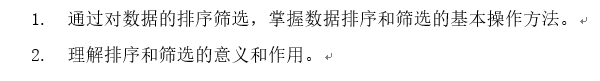 1. 通过对数据的排序筛选，掌握数据排序和筛选的基本操作方法。
2. 理解排序和筛选的意义和作用。